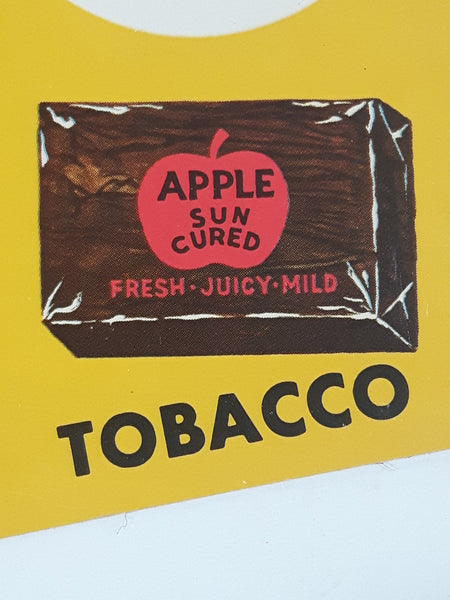 APPLE
SUN
CURED
FRESH · JUICY · MILD
TOBACCO